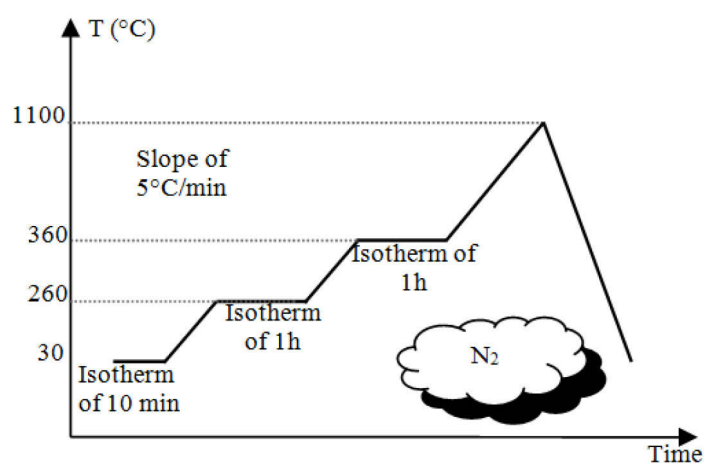 T (°C)
1100
Slope of
5°C/min
360
Isotherm of
1h
260
Isotherm
of 1h
30
N₂
Isotherm
of 10 min
Time